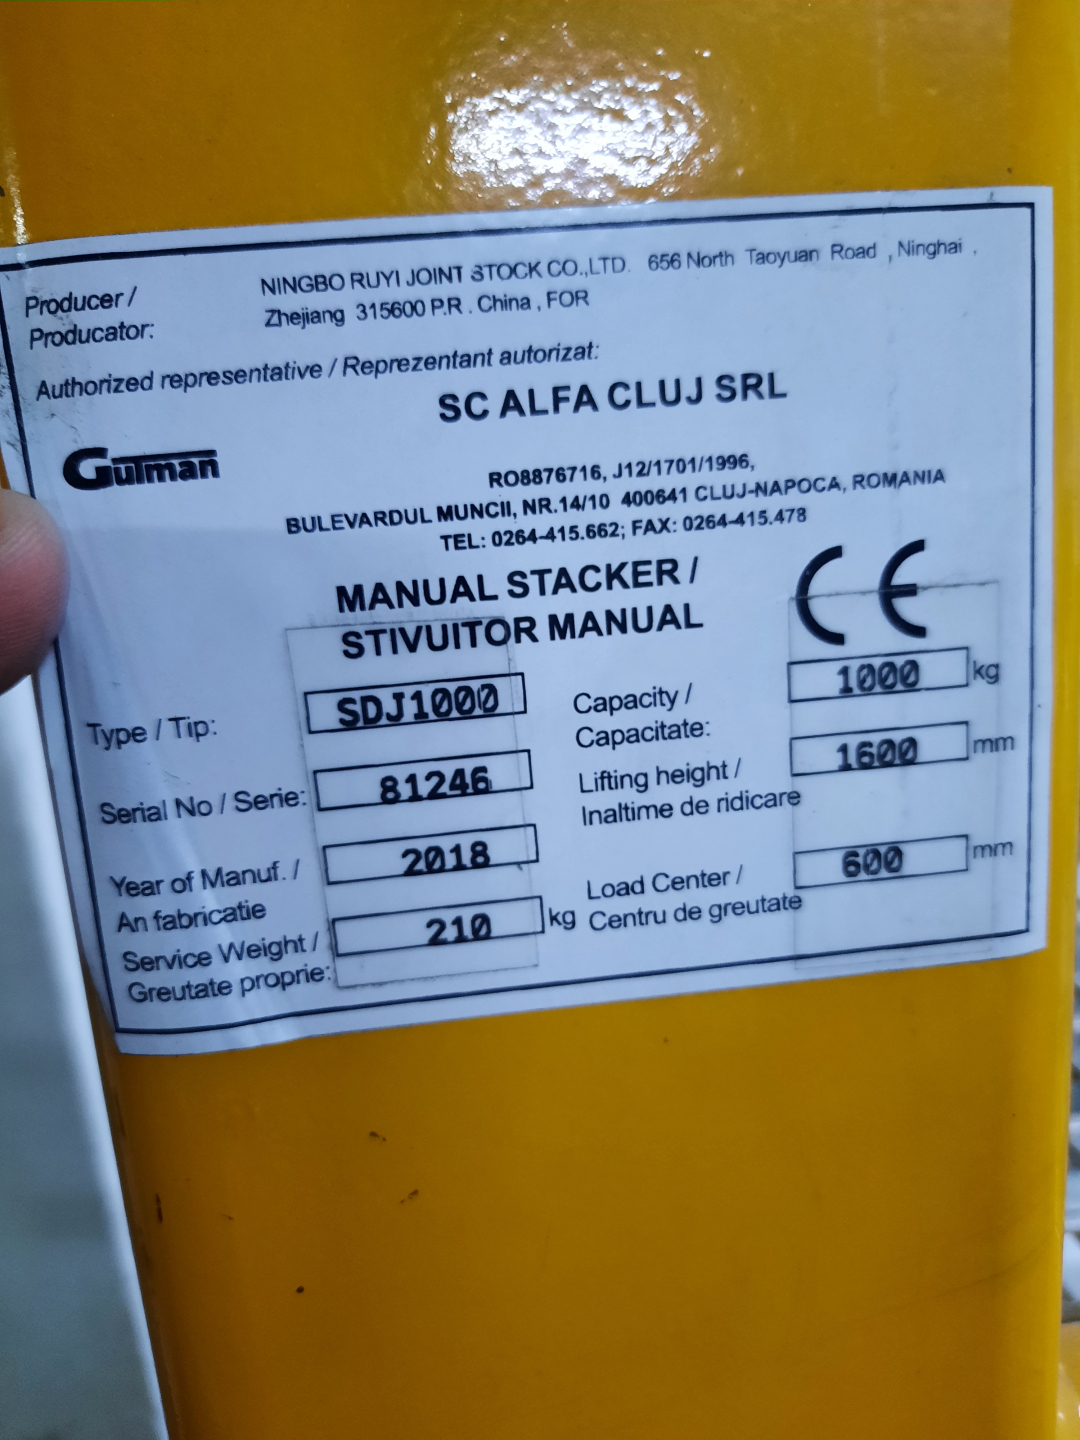 Producer / NINGBO RUYI JOINT STOCK CO.,LTD. 656 North Taoyuan Road , Ninghai ,
Producator: Zhejiang 315600 P.R . China , FOR
Authorized representative / Reprezentant autorizat:
SC ALFA CLUJ SRL
Gutman
RO8876716, J12/1701/1996,
BULEVARDUL MUNCII, NR.14/10 400641 CLUJ-NAPOCA, ROMANIA
TEL: 0264-415.662; FAX: 0264-415.478
MANUAL STACKER /
STIVUITOR MANUAL
CE
Type / Tip: SDJ1000
Serial No / Serie: 81246
Year of Manuf. / 2018
An fabricatie
Service Weight / 210 kg
Greutate proprie:
Capacity / 1000 kg
Capacitate:
Lifting height / 1600 mm
Inaltime de ridicare
Load Center / 600 mm
Centru de greutate